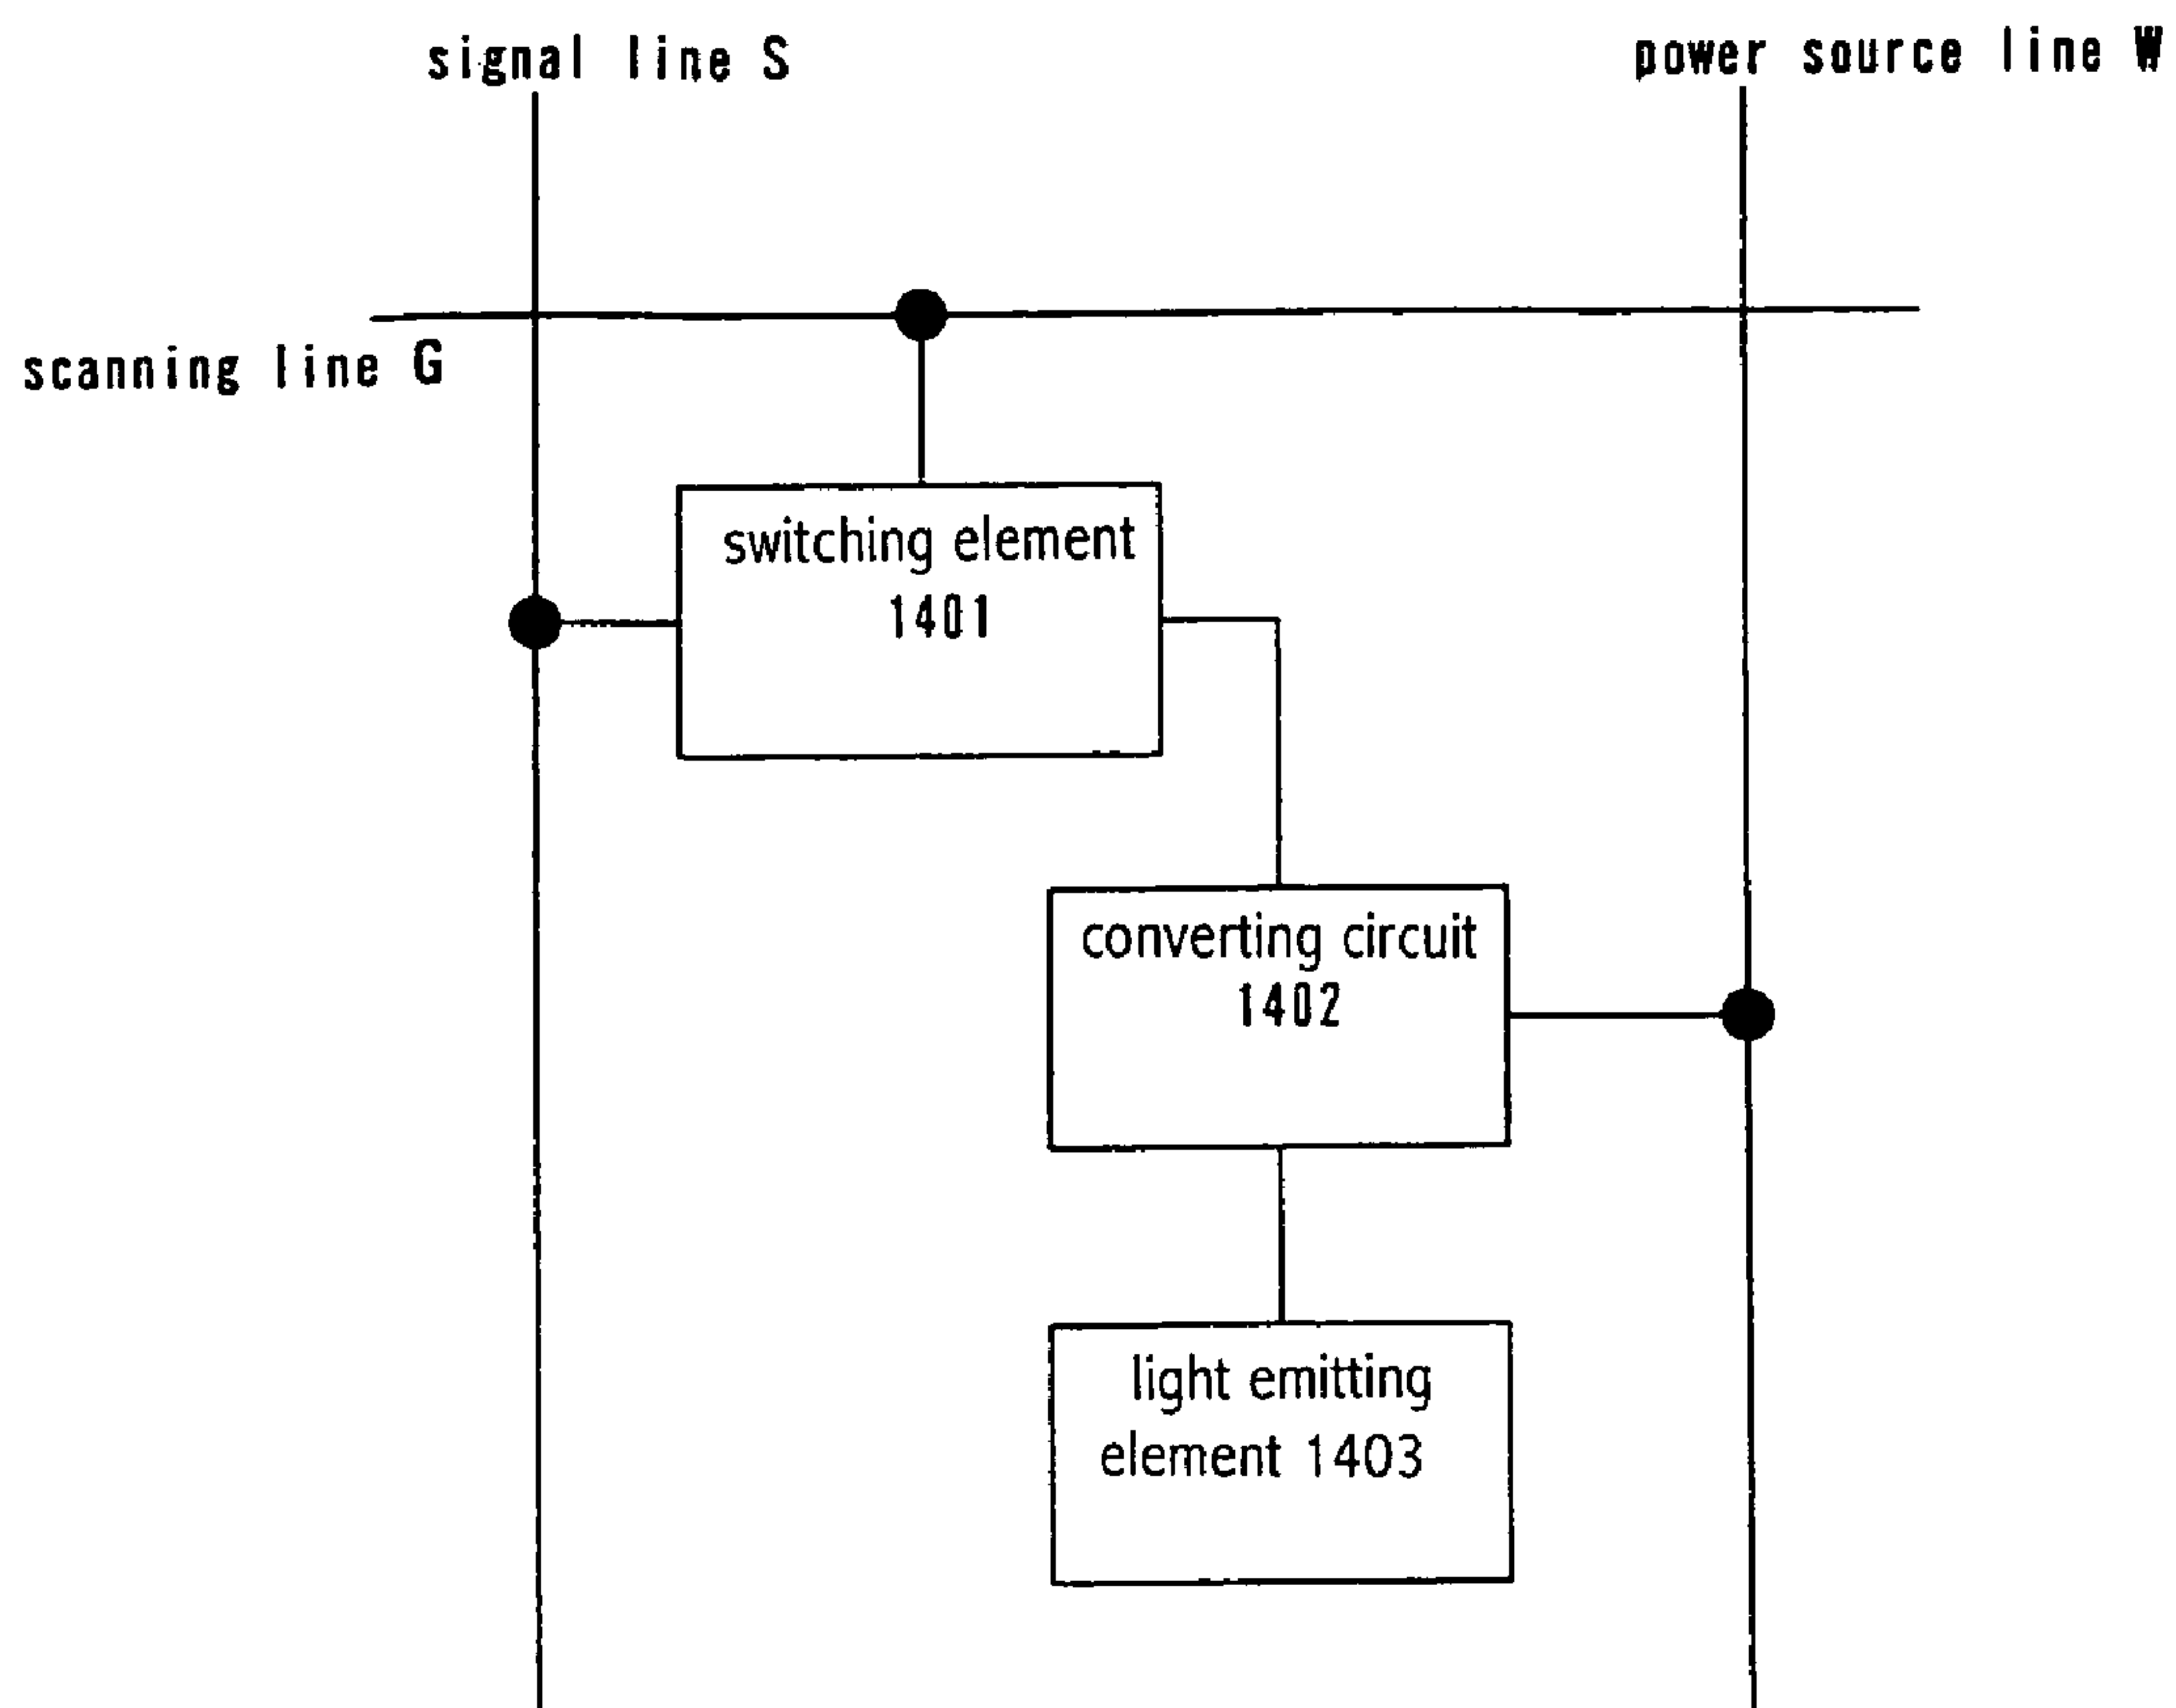 signal line S
power source line W
scanning line G
switching element
1401
converting circuit
1402
light emitting
element 1403